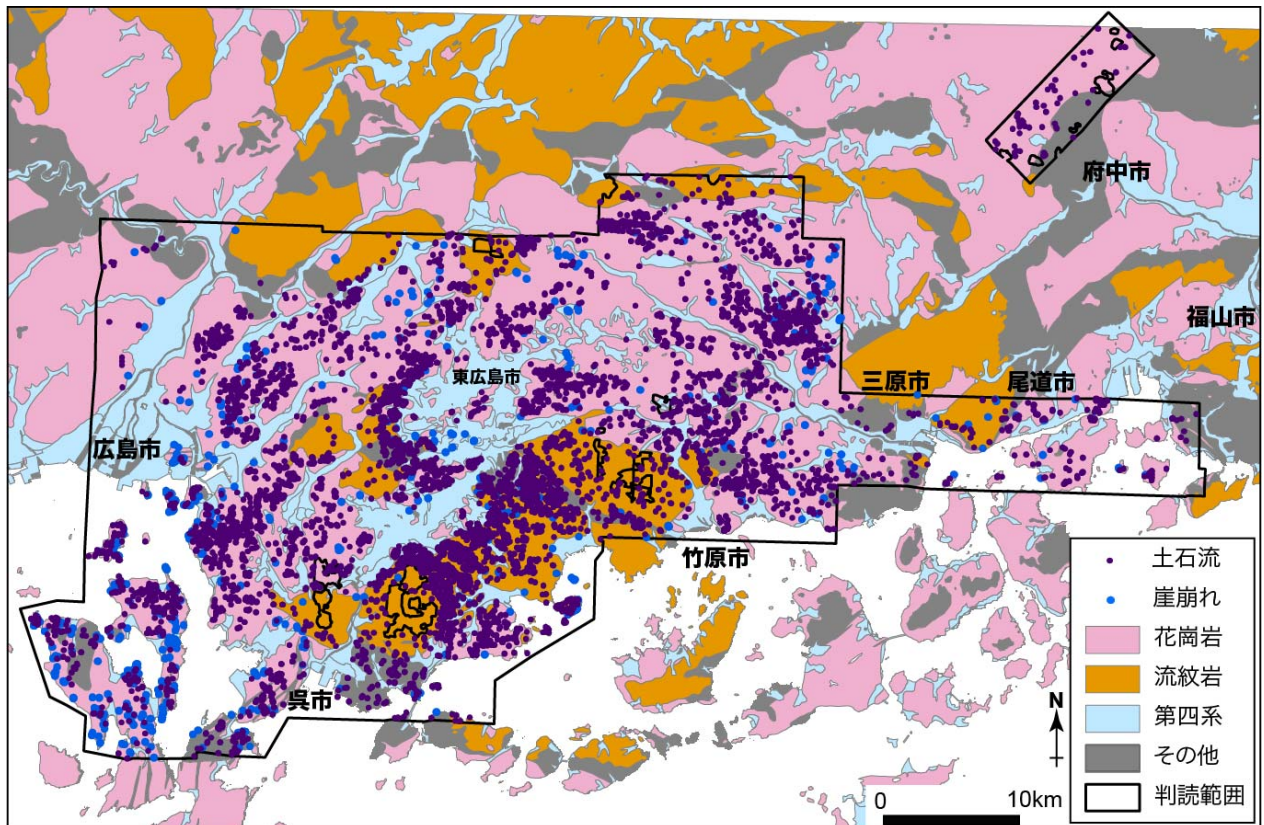 府中市
福山市
東広島市
三原市
尾道市
広島市
竹原市
呉市
土石流
崖崩れ
花崗岩
流紋岩
第四系
その他
判読範囲
N
0
10km